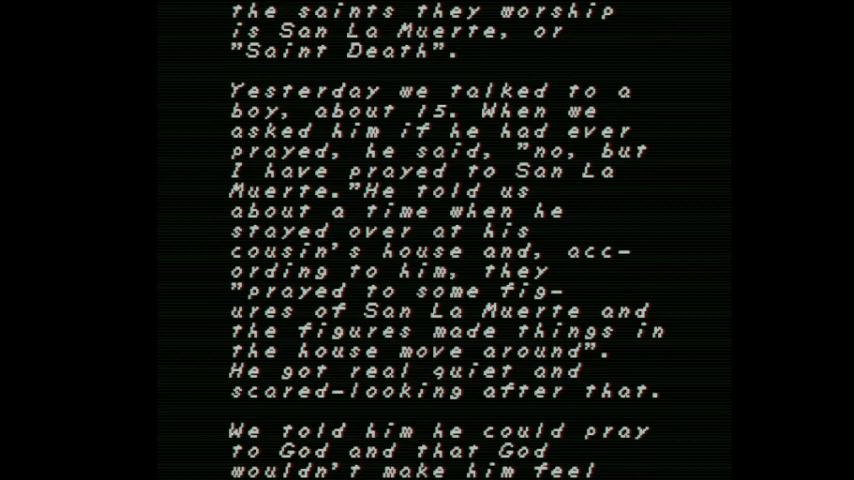 the saints they worship
is San La Muerte, or
"Saint Death".
Yesterday we talked to a
boy, about 15. When we
asked him if he had ever
prayed, he said, "no, but
I have prayed to San La
Muerte."He told us
about a time when he
stayed over at his
cousin's house and, acc-
ording to him, they
"prayed to some fig-
ures of San La Muerte and
the figures made things in
the house move around".
He got real quiet and
scared-looking after that.
We told him he could pray
to God and that God
wouldn't make him feel